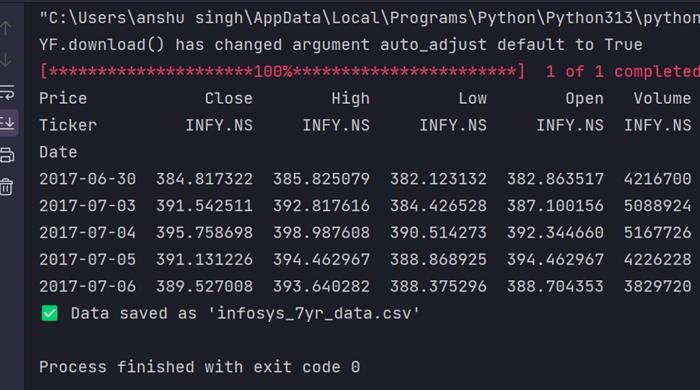 "C:\Users\anshu singh\AppData\Local\Programs\Python\Python313\python
YF.download() has changed argument auto_adjust default to True
[*********************100%***********************]  1 of 1 completed
Price            Close        High         Low        Open   Volume
Ticker         INFY.NS     INFY.NS     INFY.NS     INFY.NS  INFY.NS
Date
2017-06-30  384.817322  385.825079  382.123132  382.863517  4216700
2017-07-03  391.542511  392.817616  384.426528  387.100156  5088924
2017-07-04  395.758698  398.987608  390.514273  392.344660  5167726
2017-07-05  391.131226  394.462967  388.868925  394.462967  4226228
2017-07-06  389.527008  393.640282  388.375296  388.704353  3829720
✅ Data saved as 'infosys_7yr_data.csv'
Process finished with exit code 0